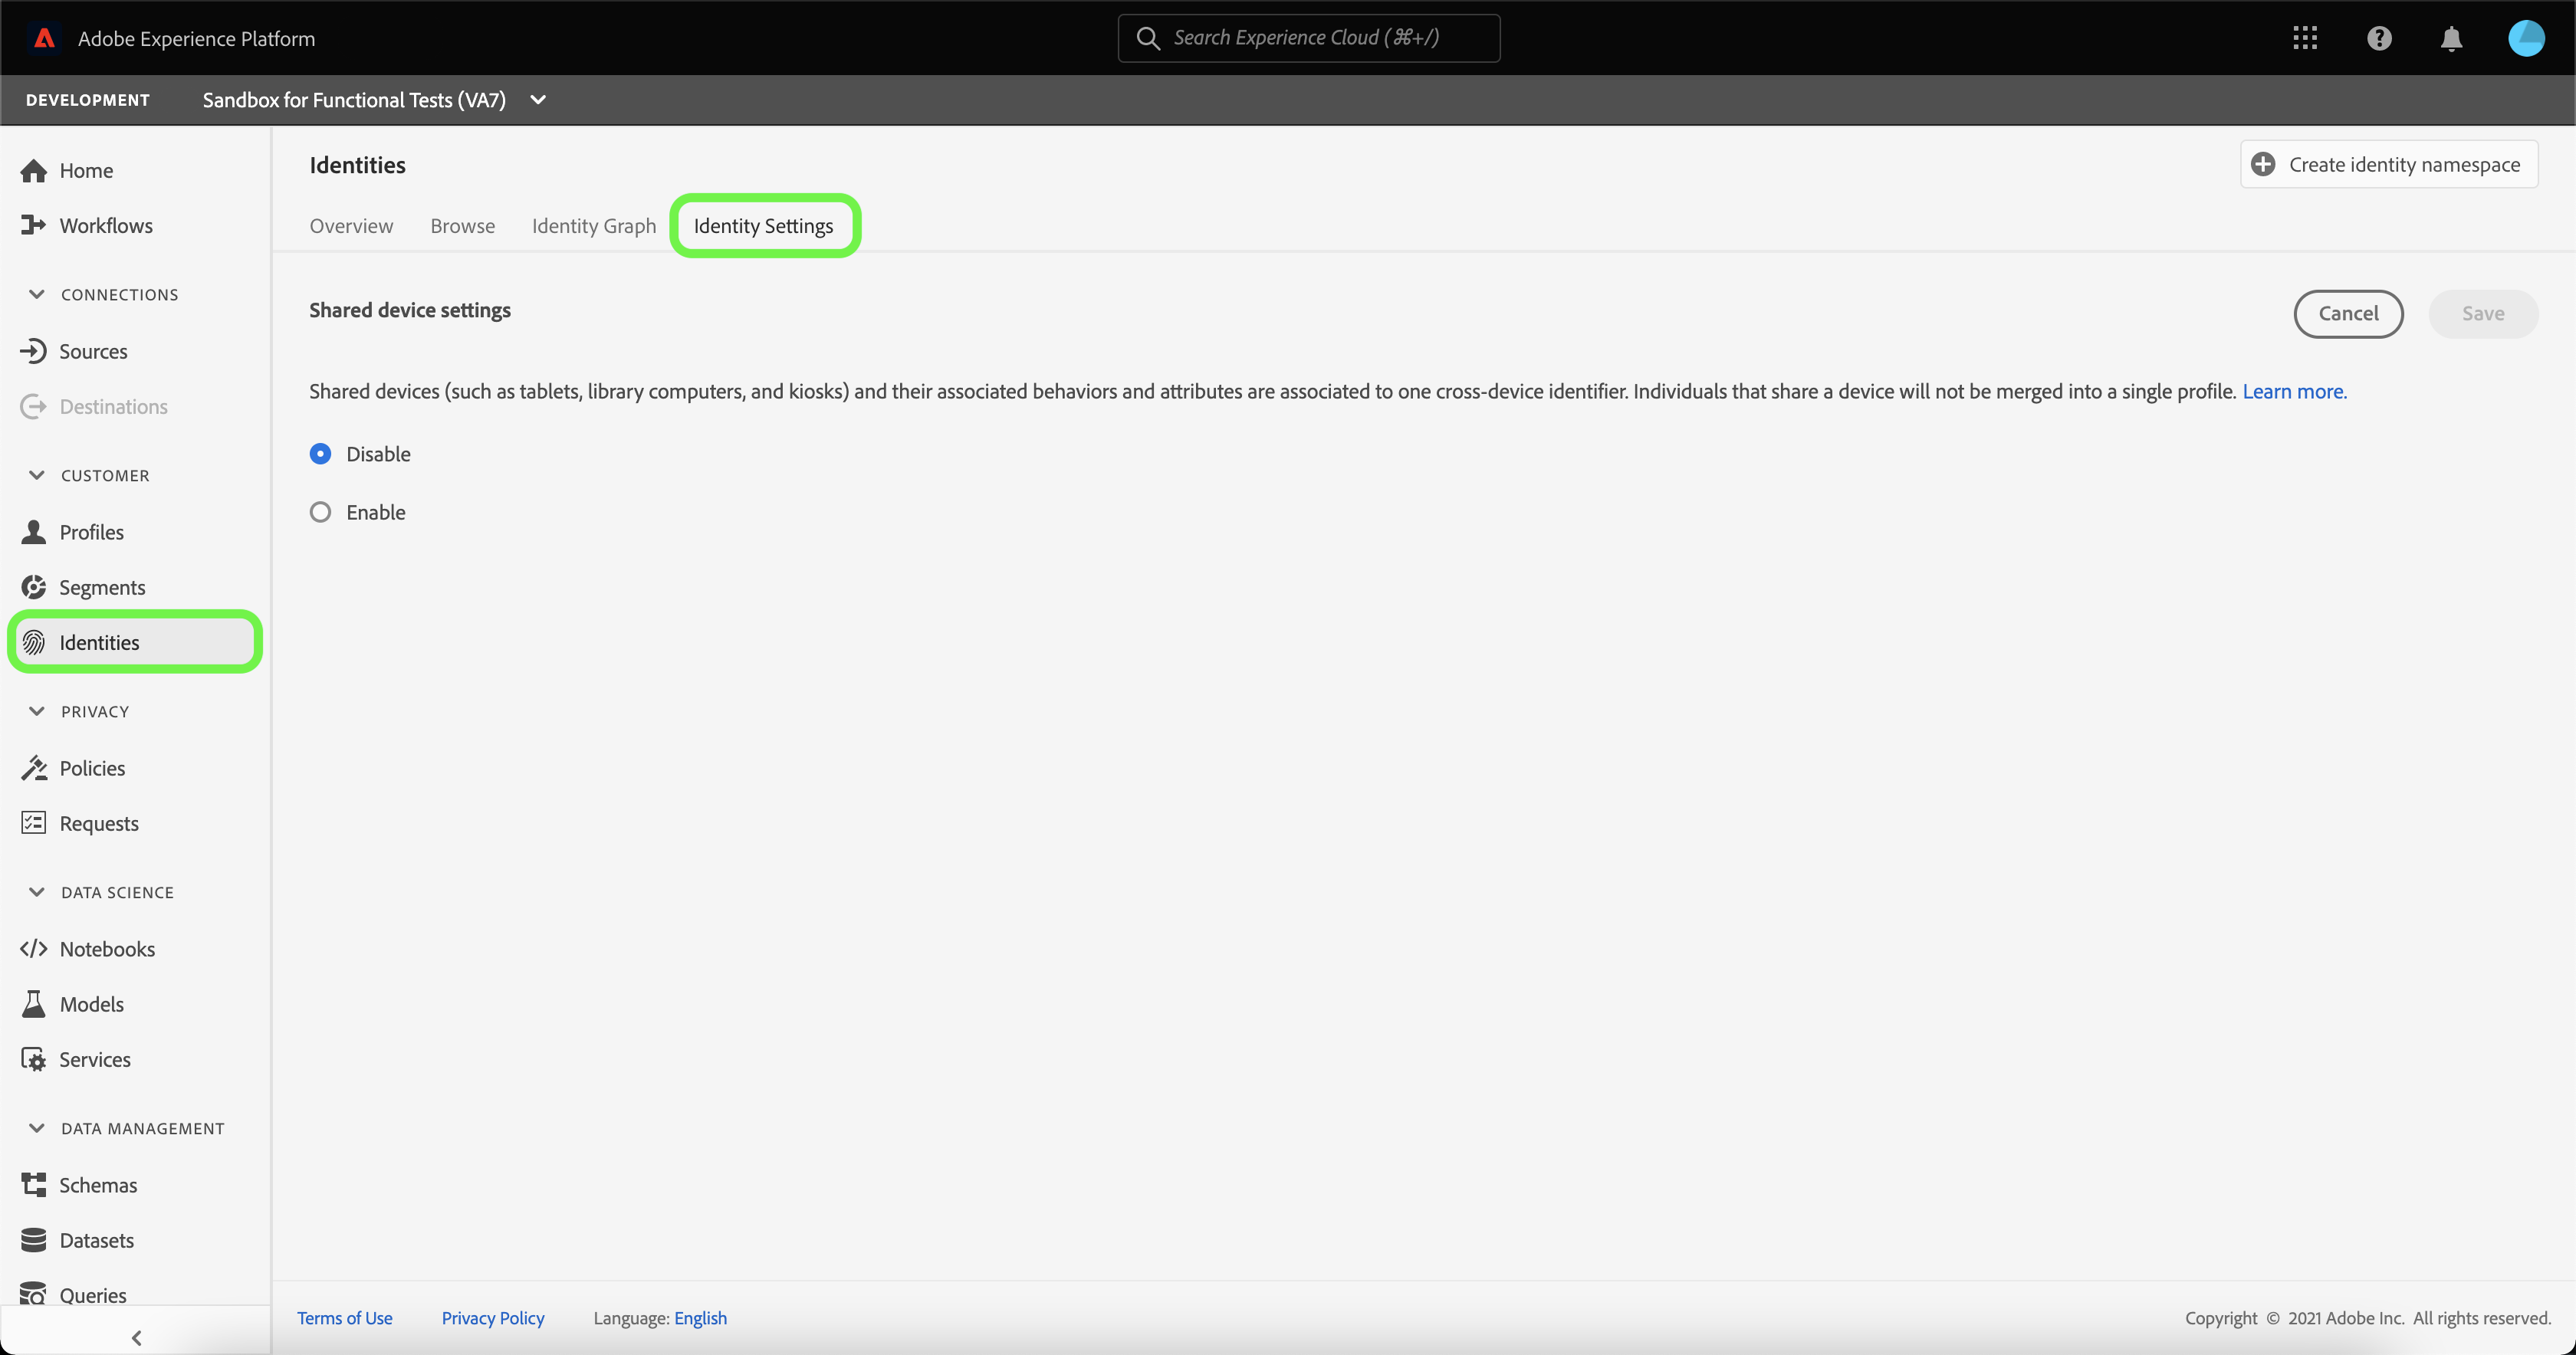 Adobe Experience Platform
Search Experience Cloud (⌘+/)
DEVELOPMENT Sandbox for Functional Tests (VA7)
Home
Workflows
CONNECTIONS
Sources
Destinations
CUSTOMER
Profiles
Segments
Identities
PRIVACY
Policies
Requests
DATA SCIENCE
Notebooks
Models
Services
DATA MANAGEMENT
Schemas
Datasets
Queries
Identities
Create identity namespace
Overview Browse Identity Graph Identity Settings
Shared device settings
Cancel Save
Shared devices (such as tablets, library computers, and kiosks) and their associated behaviors and attributes are associated to one cross-device identifier. Individuals that share a device will not be merged into a single profile. Learn more.
Disable
Enable
Terms of Use Privacy Policy Language: English Copyright © 2021 Adobe Inc. All rights reserved.